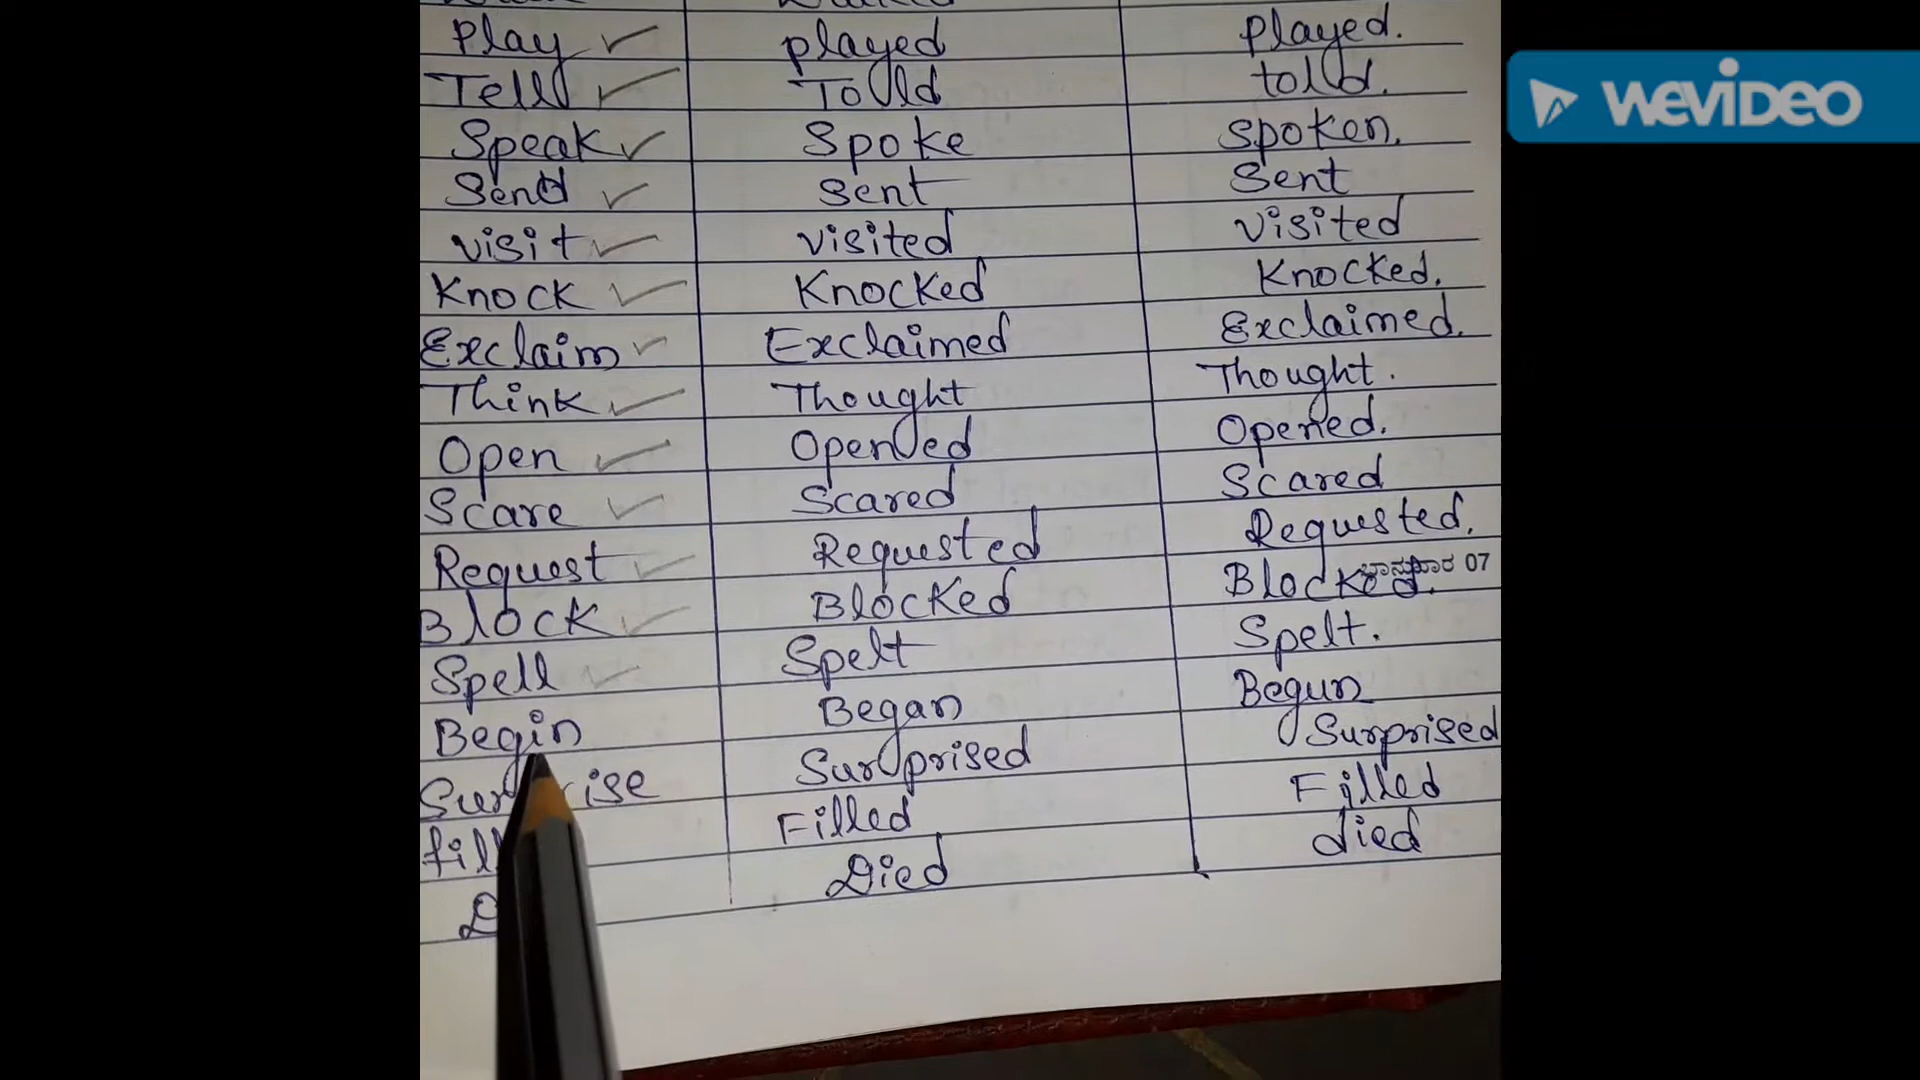 Play played Played.
Tell Told told.
Speak Spoke Spoken.
Send Sent Sent
visit visited Visited
Knock Knocked Knocked.
Exclaim Exclaimed Exclaimed.
Think Thought Thought.
Open Opened Opened.
Scare Scared Scared
Request Requested Requested.
Block Blocked Blocked.
07
Spell Spelt Spelt.
Begin Began Begun
Surprised Surprised
Filled Filled
Died died
WEVIDEO